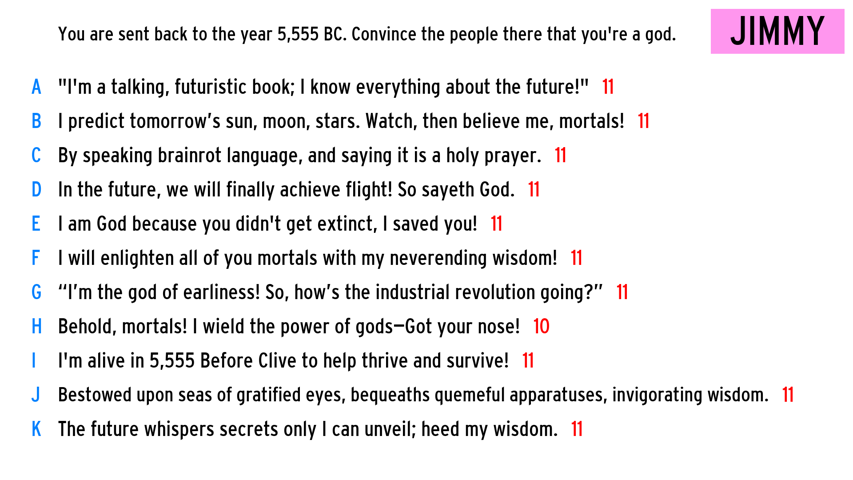 You are sent back to the year 5,555 BC. Convince the people there that you're a god.
JIMMY
A "I'm a talking, futuristic book; I know everything about the future!" 11
B I predict tomorrow’s sun, moon, stars. Watch, then believe me, mortals! 11
C By speaking brainrot language, and saying it is a holy prayer. 11
D In the future, we will finally achieve flight! So sayeth God. 11
E I am God because you didn't get extinct, I saved you! 11
F I will enlighten all of you mortals with my neverending wisdom! 11
G “I’m the god of earliness! So, how’s the industrial revolution going?” 11
H Behold, mortals! I wield the power of gods—Got your nose! 10
I I'm alive in 5,555 Before Clive to help thrive and survive! 11
J Bestowed upon seas of gratified eyes, bequeaths quemeful apparatuses, invigorating wisdom. 11
K The future whispers secrets only I can unveil; heed my wisdom. 11